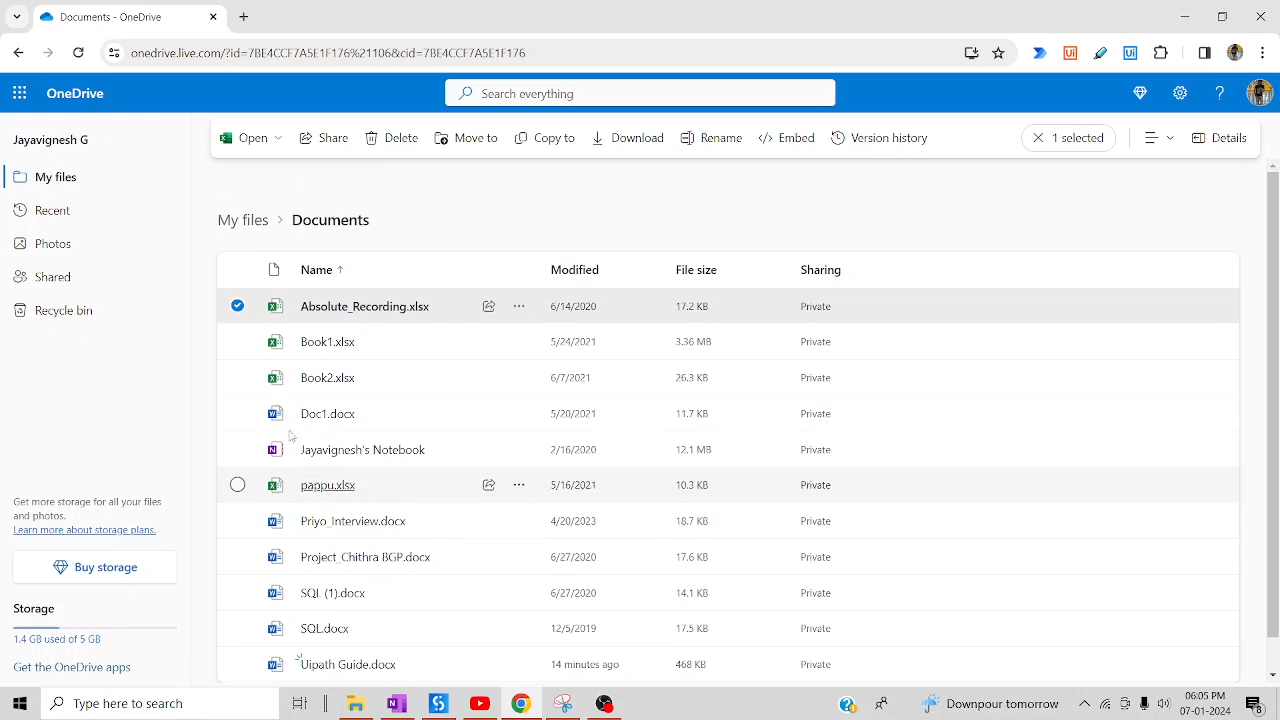 Documents - OneDrive
onedrive.live.com/?id=7BE4CCF7A5E1F176%21106&cid=7BE4CCF7A5E1F176
OneDrive
Search everything
Open Share Delete Move to Copy to Download Rename Embed Version history 1 selected Details
Jayavignesh G
My files
Recent
Photos
Shared
Recycle bin
My files > Documents
Name ↑ Modified File size Sharing
Absolute_Recording.xlsx 6/14/2020 17.2 KB Private
Book1.xlsx 5/24/2021 3.36 MB Private
Book2.xlsx 6/7/2021 26.3 KB Private
Doc1.docx 5/20/2021 11.7 KB Private
Jayavignesh's Notebook 2/16/2020 12.1 MB Private
pappu.xlsx 5/16/2021 10.3 KB Private
Priyo_Interview.docx 4/20/2023 18.7 KB Private
Project_Chithra BGP.docx 6/27/2020 17.6 KB Private
SQL (1).docx 6/27/2020 14.1 KB Private
SQL.docx 12/5/2019 17.5 KB Private
Uipath Guide.docx 14 minutes ago 468 KB Private
Get more storage for all your files
and photos.
Learn more about storage plans.
Buy storage
Storage
1.4 GB used of 5 GB
Get the OneDrive apps
Type here to search
Downpour tomorrow
06:05 PM
07-01-2024
8